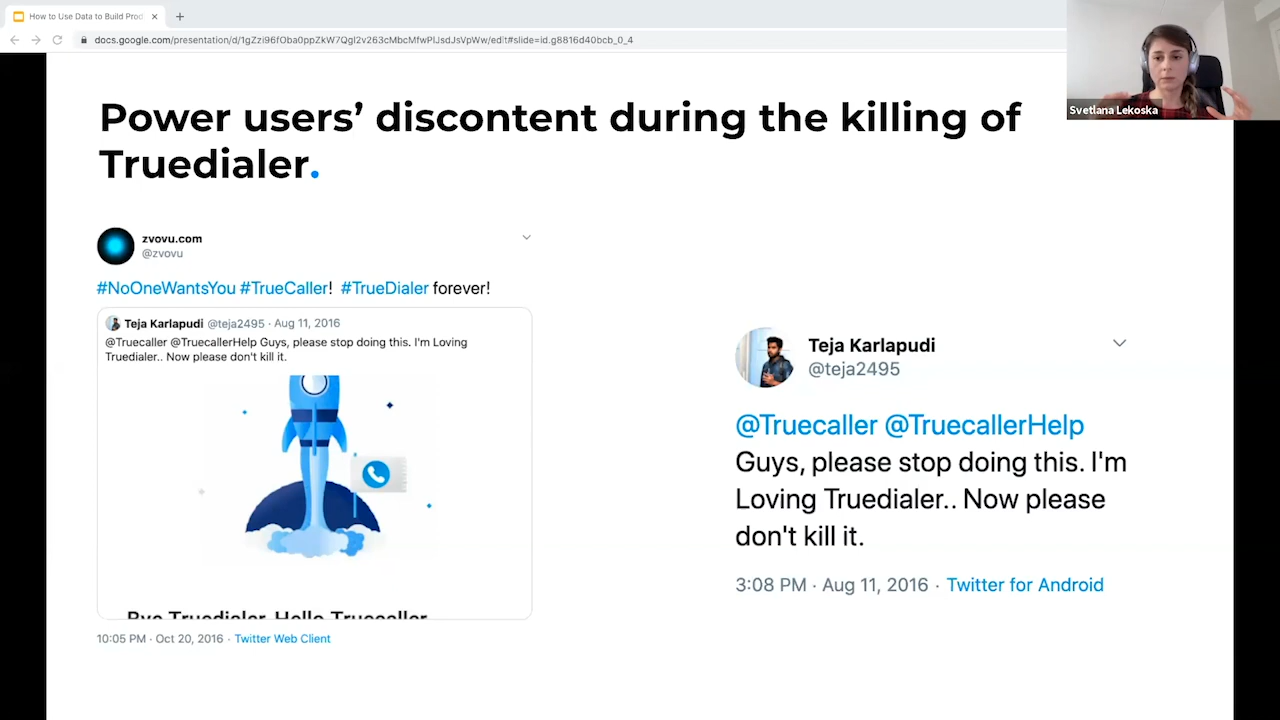 How to Use Data to Build Prod
docs.google.com/presentation/d/1gZzi96fOba0ppZkW7QgI2v263cMbcMfwPIJsdJsVpWw/edit#slide=id.g8816d40bcb_0_4
Svetlana Lekoska
Power users’ discontent during the killing of
Truedialer.
zvovu.com
@zvovu
#NoOneWantsYou #TrueCaller! #TrueDialer forever!
Teja Karlapudi @teja2495 · Aug 11, 2016
@Truecaller @TruecallerHelp Guys, please stop doing this. I'm Loving
Truedialer.. Now please don't kill it.
Bye Truedialer, Hello Truecaller
10:05 PM · Oct 20, 2016 · Twitter Web Client
Teja Karlapudi
@teja2495
@Truecaller @TruecallerHelp
Guys, please stop doing this. I'm
Loving Truedialer.. Now please
don't kill it.
3:08 PM · Aug 11, 2016 · Twitter for Android